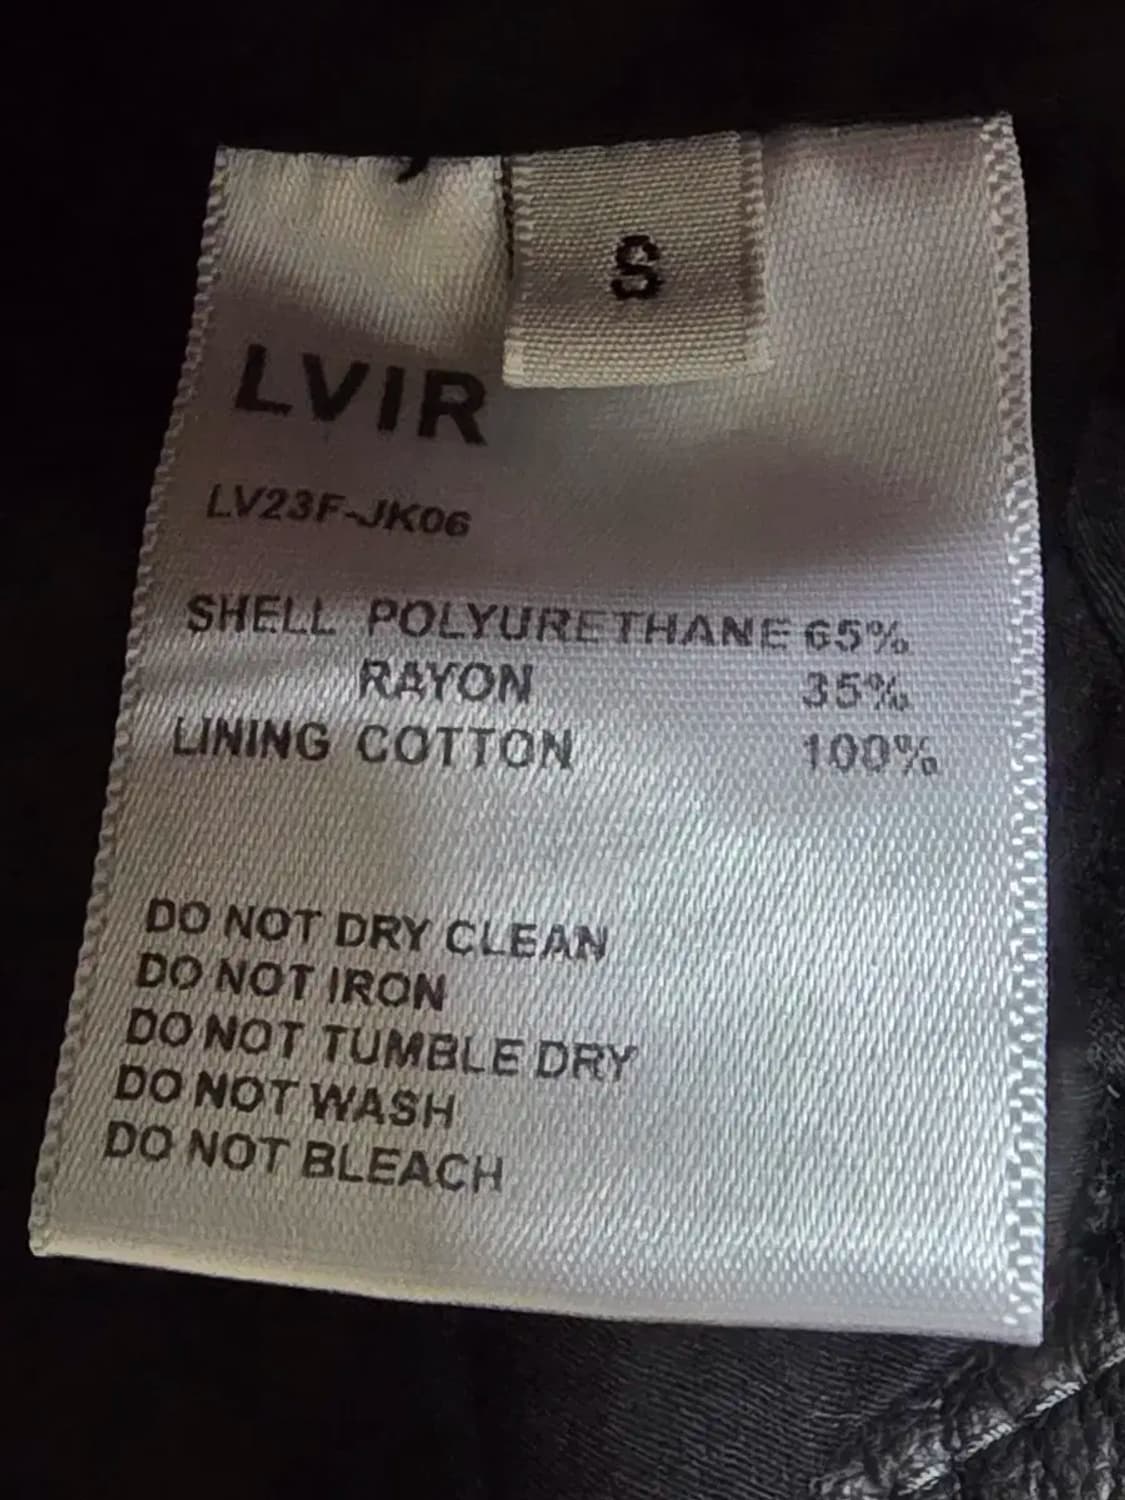 S
LVIR
LV23F-JK06
SHELL POLYURETHANE 65%
RAYON 35%
LINING COTTON 100%
DO NOT DRY CLEAN
DO NOT IRON
DO NOT TUMBLE DRY
DO NOT WASH
DO NOT BLEACH